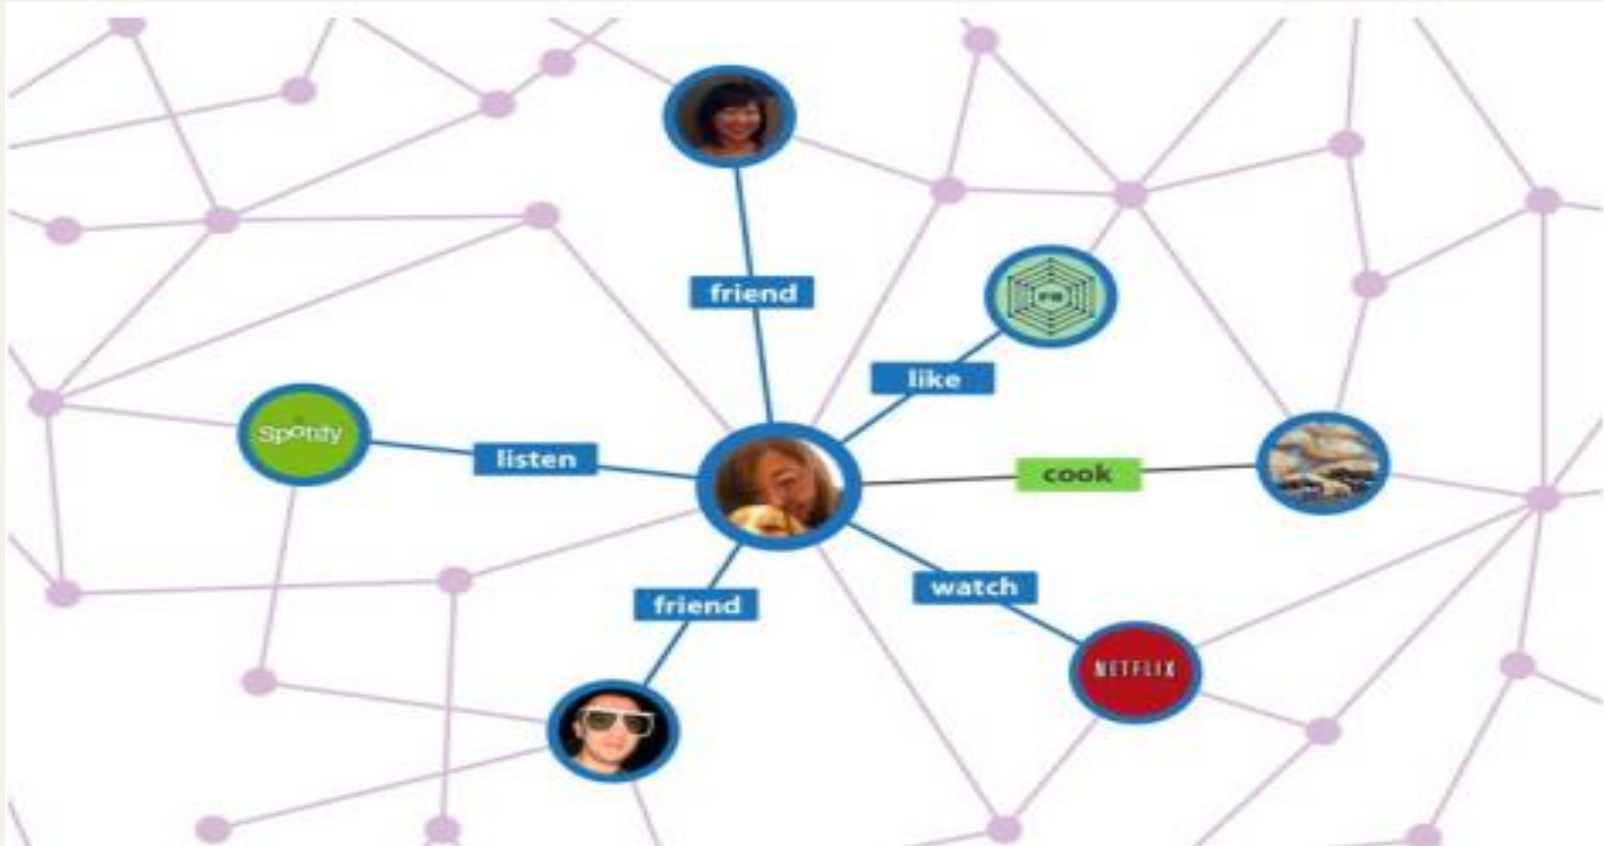 friend
like
Spotify
listen
cook
watch
friend
NETFLIX